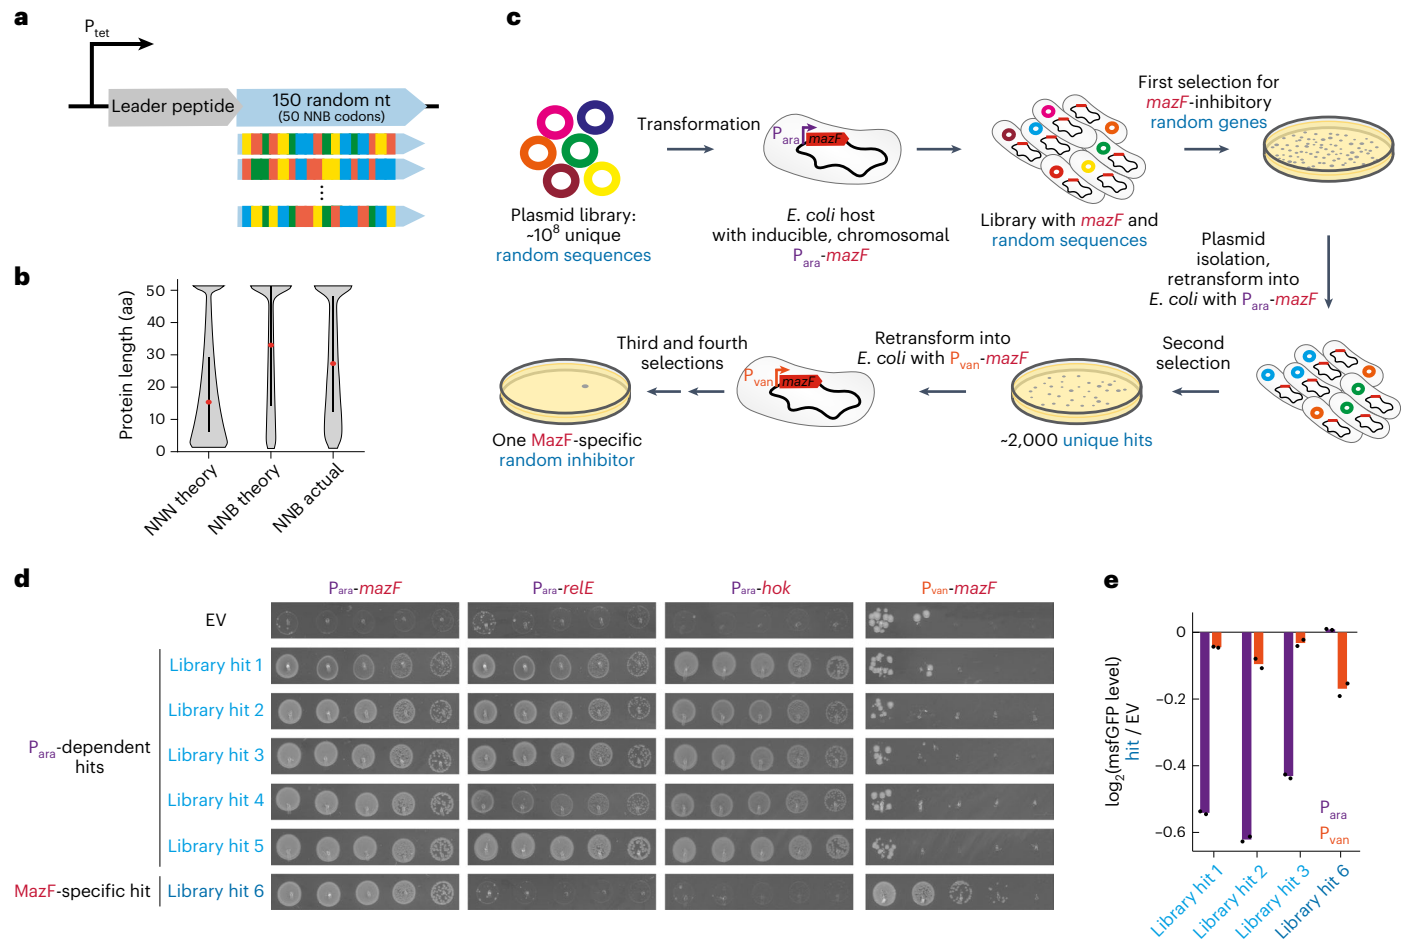 a
P_tet
Leader peptide
150 random nt
(50 NNB codons)
b
Protein length (aa)
50
40
30
20
10
0
NNN theory
NNB theory
NNB actual
c
Plasmid library:
~10^8 unique
random sequences
Transformation
P_ara
mazF
E. coli host
with inducible, chromosomal
P_ara-mazF
Library with mazF and
random sequences
First selection for
mazF-inhibitory
random genes
Plasmid
isolation,
retransform into
E. coli with P_ara-mazF
Second
selection
~2,000 unique hits
Retransform into
E. coli with P_van-mazF
P_van
mazF
Third and fourth
selections
One MazF-specific
random inhibitor
d
P_ara-mazF
P_ara-relE
P_ara-hok
P_van-mazF
EV
P_ara-dependent
hits
Library hit 1
Library hit 2
Library hit 3
Library hit 4
Library hit 5
MazF-specific hit
Library hit 6
e
log_2(msfGFP level)
hit / EV
0
−0.2
−0.4
−0.6
P_ara
P_van
Library hit 1
Library hit 2
Library hit 3
Library hit 6